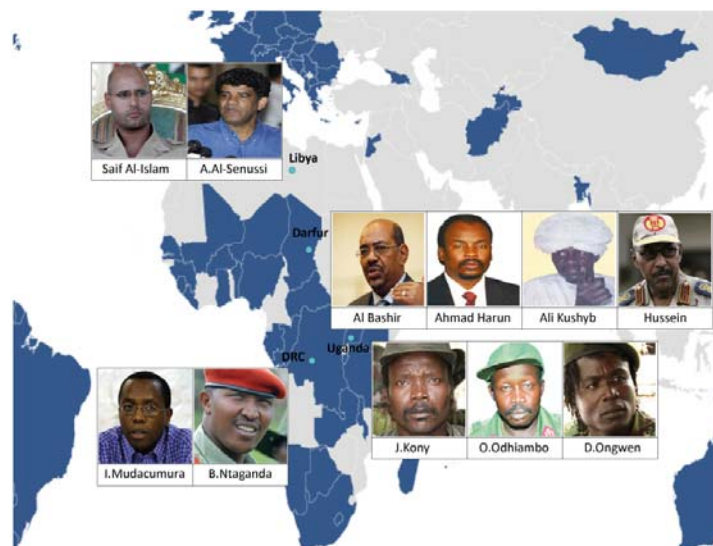 Saif Al-Islam
A.Al-Senussi
Libya
Darfur
Al Bashir
Ahmad Harun
Ali Kushyb
Hussein
Uganda
DRC
I.Mudacumura
B.Ntaganda
J.Kony
O.Odhiambo
D.Ongwen